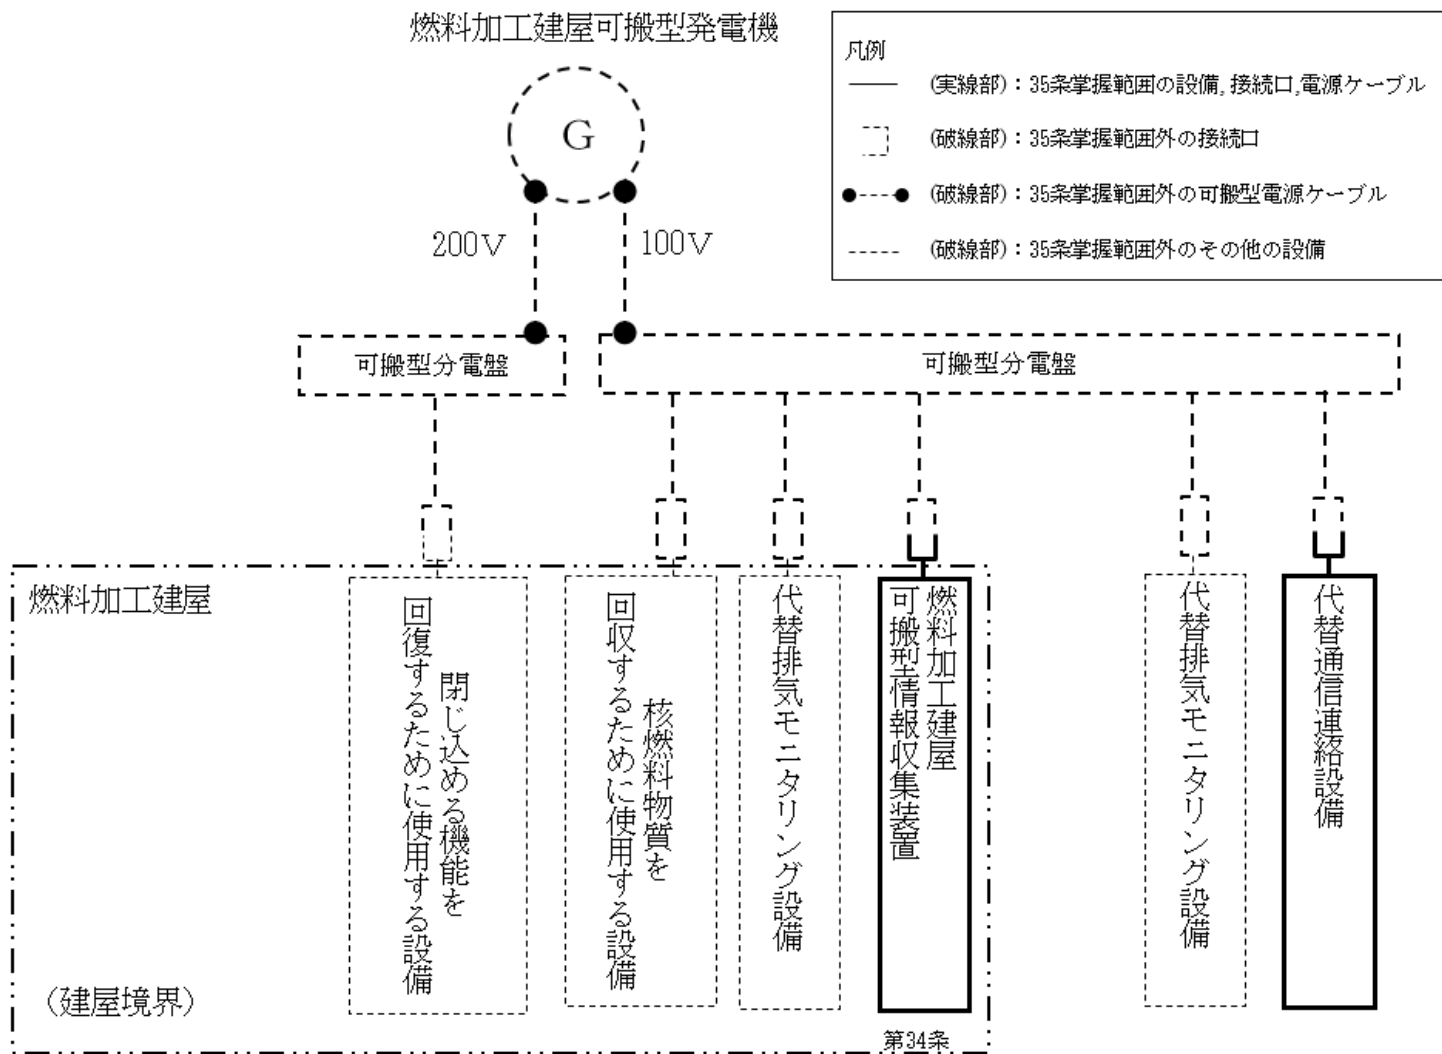 燃料加工建屋可搬型発電機
凡例
(実線部)：35条掌握範囲の設備,接続口,電源ケーブル
(破線部)：35条掌握範囲外の接続口
(破線部)：35条掌握範囲外の可搬型電源ケーブル
(破線部)：35条掌握範囲外のその他の設備
G
200V
100V
可搬型分電盤
可搬型分電盤
燃料加工建屋
閉じ込める機能を
回復するために使用する設備
核燃料物質を
回収するために使用する設備
代替排気モニタリング設備
燃料加工建屋
可搬型情報収集装置
代替排気モニタリング設備
代替通信連絡設備
(建屋境界)
第34条